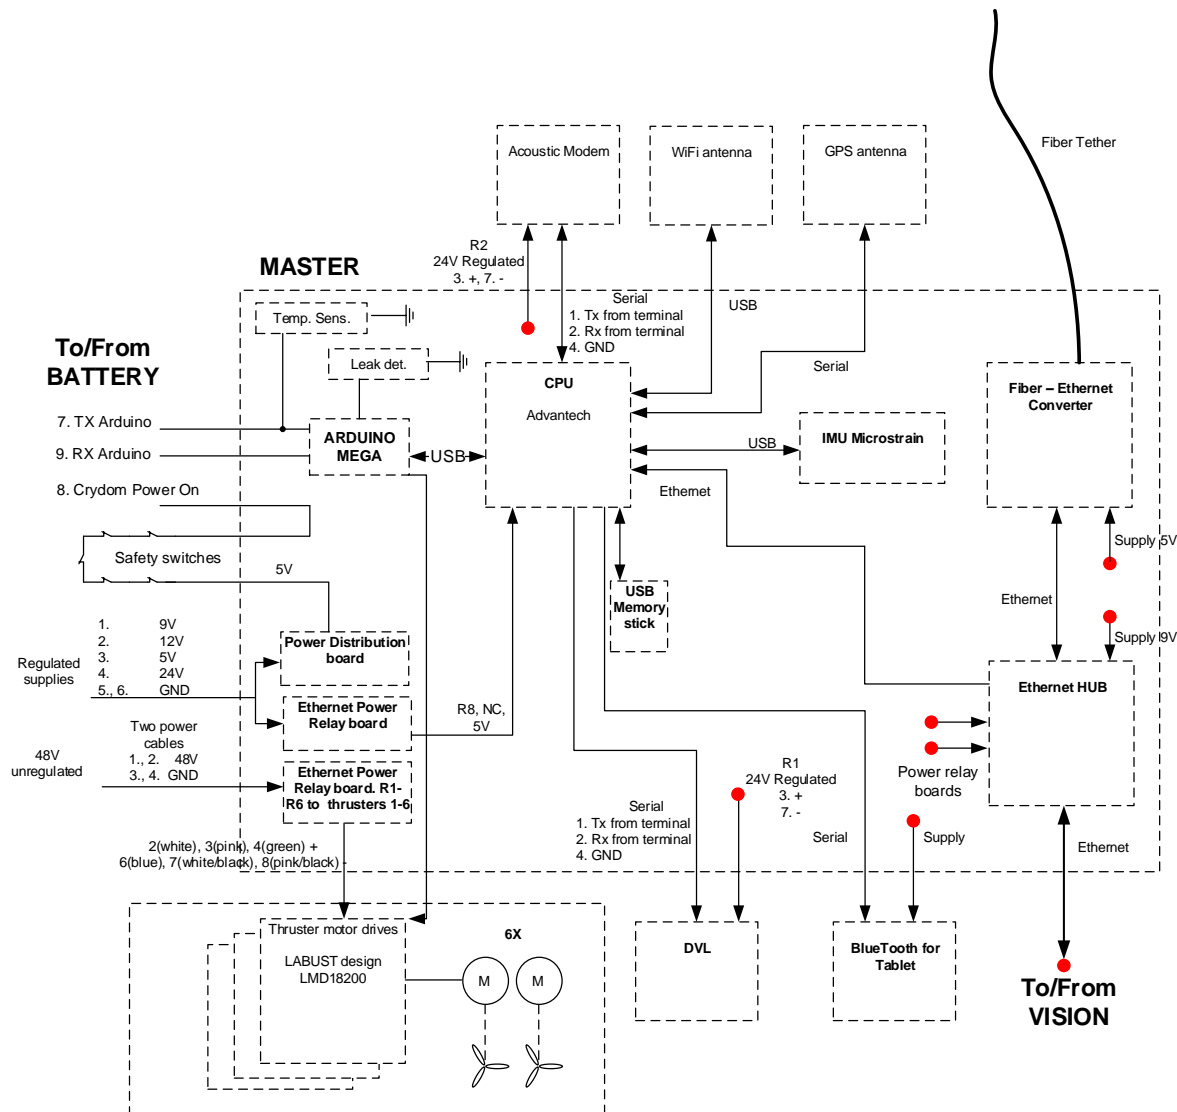 Fiber Tether
Acoustic Modem
WiFi antenna
GPS antenna
R2
24V Regulated
3. +, 7. -
MASTER
Temp. Sens.
Serial
1. Tx from terminal
2. Rx from terminal
4. GND
USB
Serial
To/From
BATTERY
Leak det.
CPU
Advantech
Fiber – Ethernet
Converter
7. TX Arduino
9. RX Arduino
8. Crydom Power On
ARDUINO
MEGA
USB
USB
IMU Microstrain
Ethernet
Safety switches
5V
Supply 5V
USB
Memory
stick
Ethernet
Supply 9V
Regulated
supplies
1. 9V
2. 12V
3. 5V
4. 24V
5., 6. GND
Power Distribution
board
Ethernet Power
Relay board
R8, NC,
5V
Ethernet HUB
48V
unregulated
Two power
cables
1., 2. 48V
3., 4. GND
Ethernet Power
Relay board. R1-
R6 to thrusters 1-6
R1
24V Regulated
3. +
7. -
Power relay
boards
Serial
1. Tx from terminal
2. Rx from terminal
4. GND
Serial
Supply
Ethernet
2(white), 3(pink), 4(green) +
6(blue), 7(white/black), 8(pink/black) -
Thruster motor drives
LABUST design
LMD18200
6X
M
M
DVL
BlueTooth for
Tablet
To/From
VISION